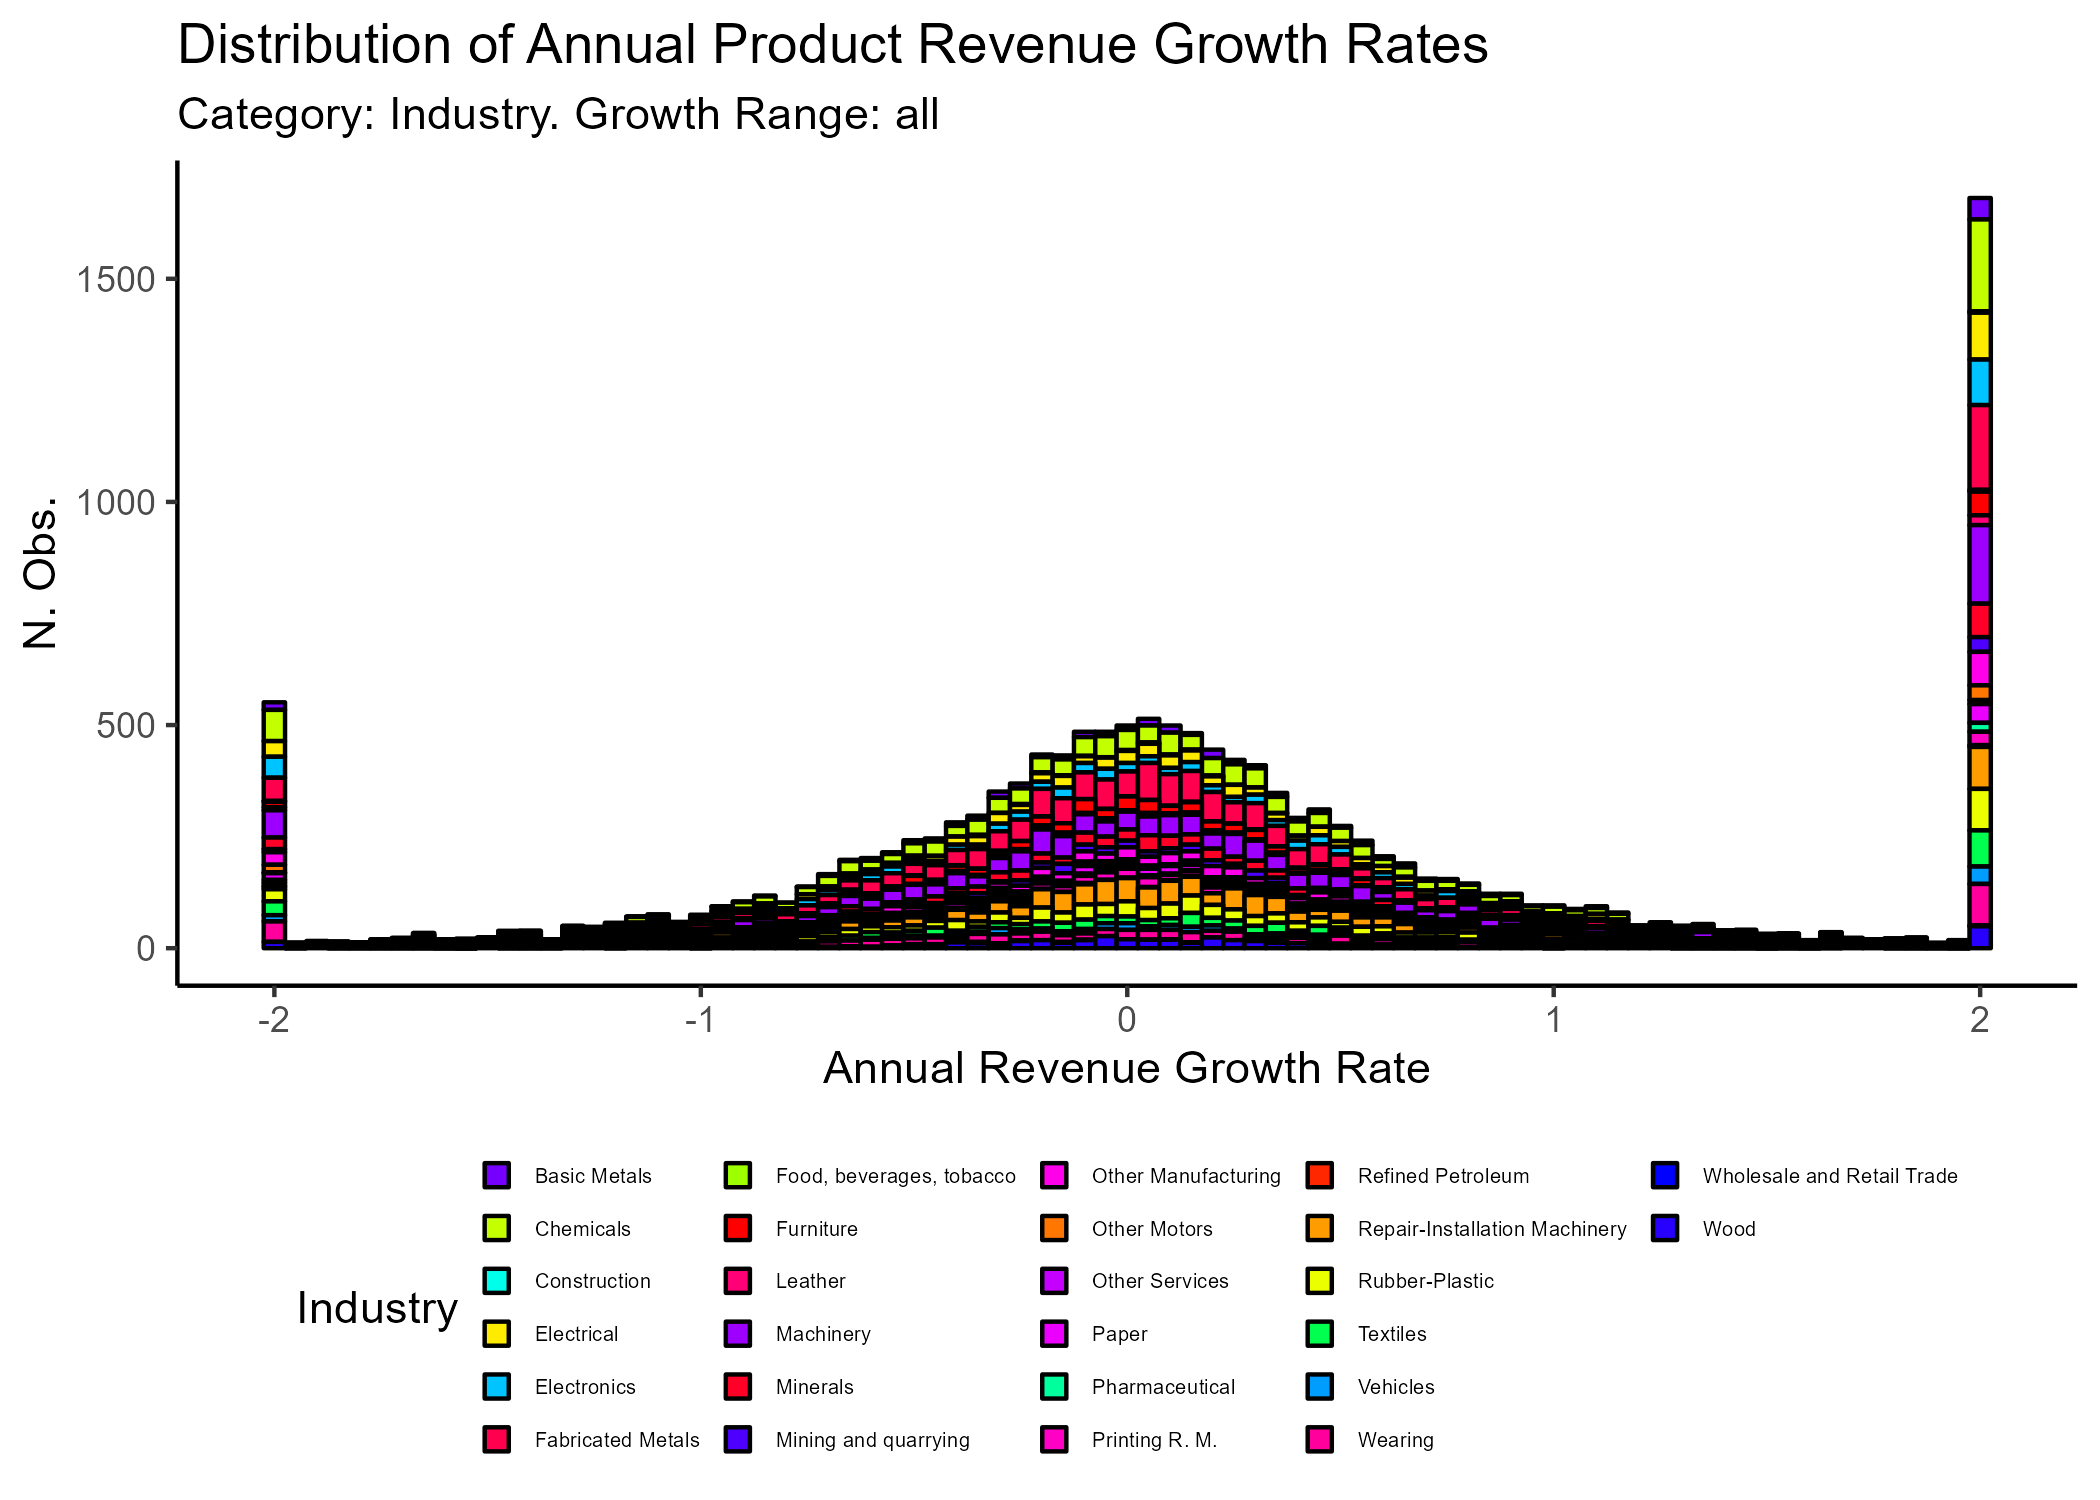 Distribution of Annual Product Revenue Growth Rates
Category: Industry. Growth Range: all
N. Obs.
1500
1000
500
0
-2
-1
0
1
2
Annual Revenue Growth Rate
Industry
Basic Metals
Chemicals
Construction
Electrical
Electronics
Fabricated Metals
Food, beverages, tobacco
Furniture
Leather
Machinery
Minerals
Mining and quarrying
Other Manufacturing
Other Motors
Other Services
Paper
Pharmaceutical
Printing R. M.
Refined Petroleum
Repair-Installation Machinery
Rubber-Plastic
Textiles
Vehicles
Wearing
Wholesale and Retail Trade
Wood